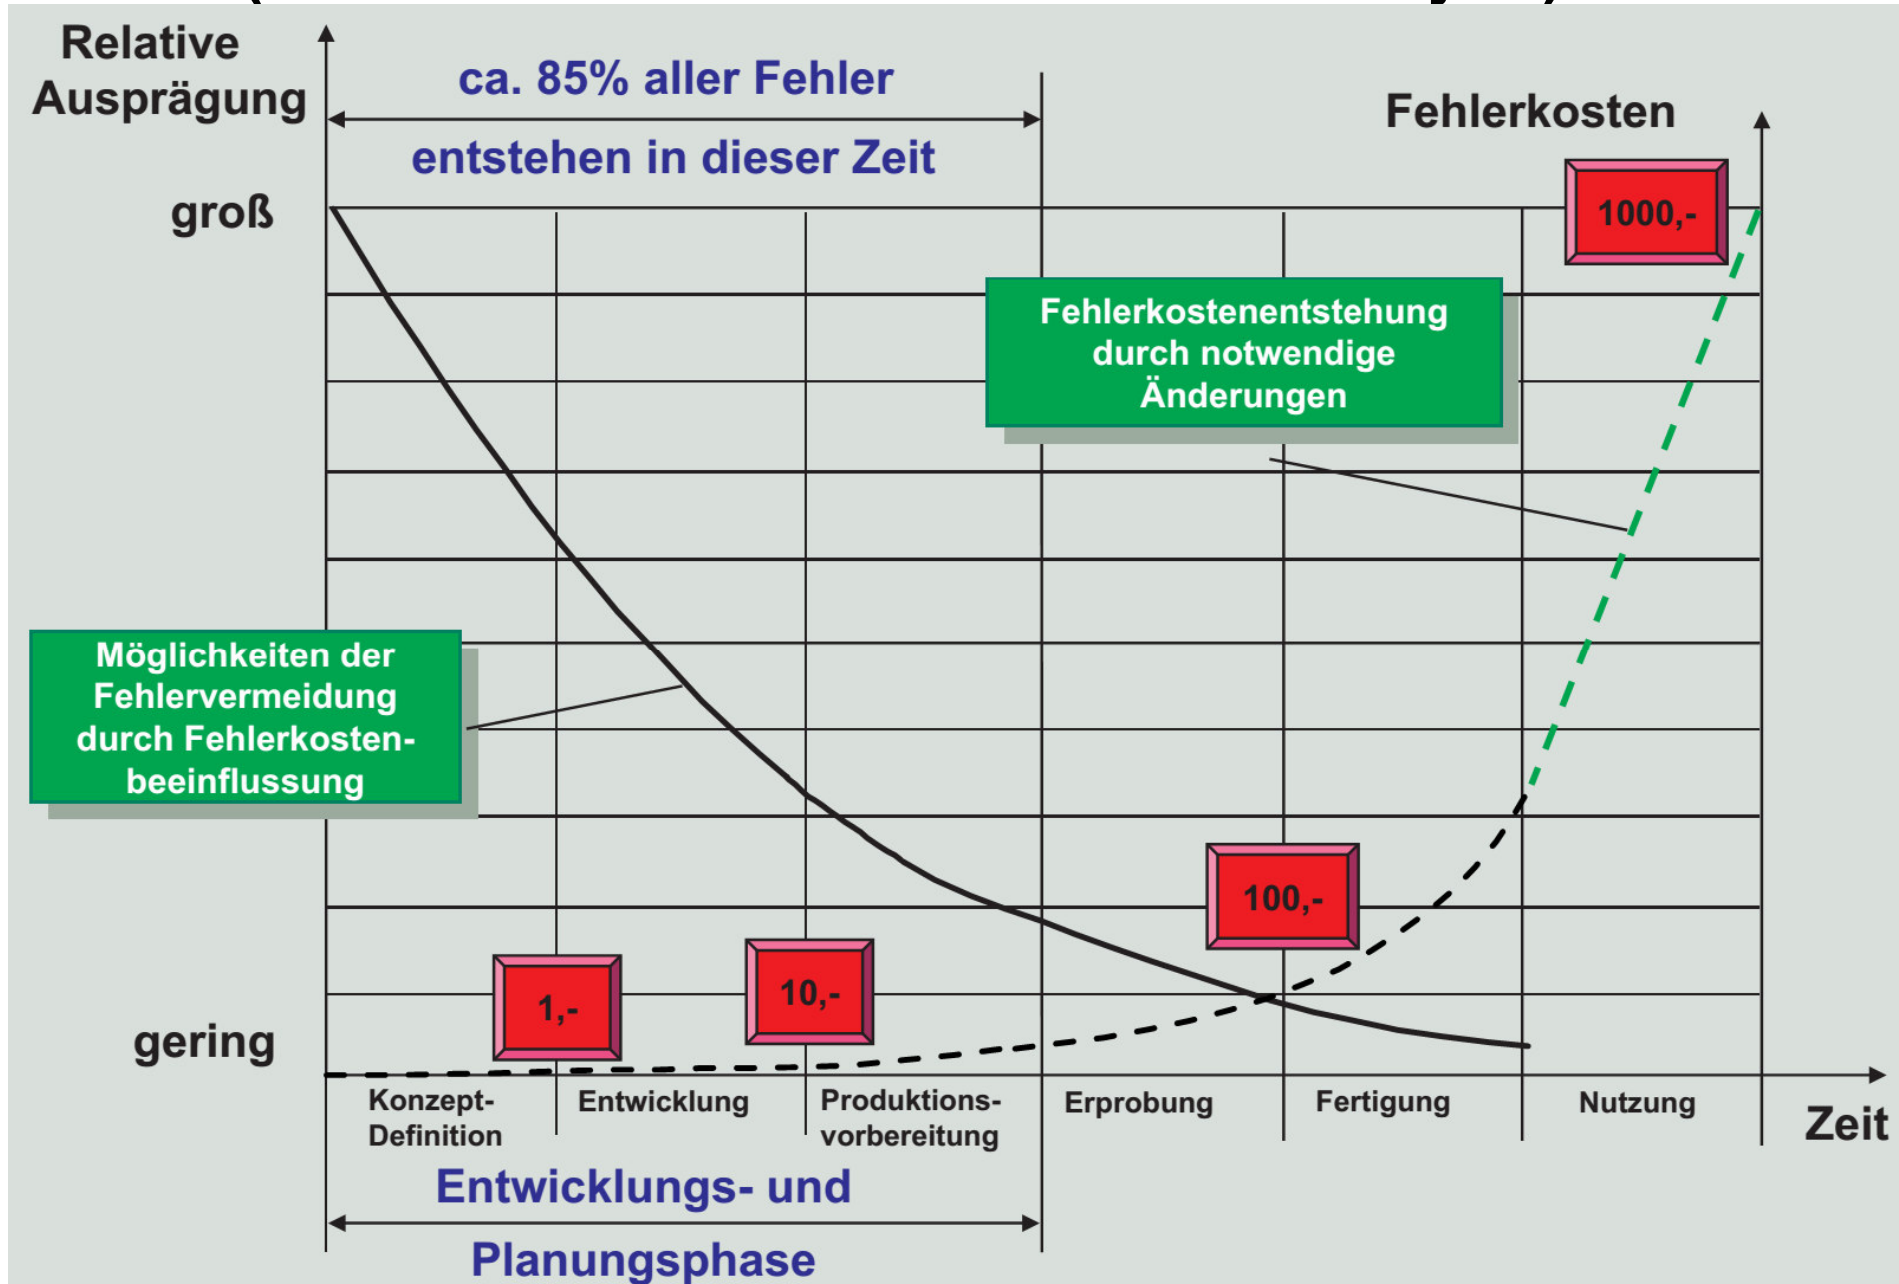 Relative
Ausprägung
ca. 85% aller Fehler
entstehen in dieser Zeit
Fehlerkosten
groß
1000,-
Fehlerkostenentstehung
durch notwendige
Änderungen
Möglichkeiten der
Fehlervermeidung
durch Fehlerkosten-
beeinflussung
100,-
10,-
1,-
gering
Konzept-
Definition
Entwicklung
Produktions-
vorbereitung
Erprobung
Fertigung
Nutzung
Zeit
Entwicklungs- und
Planungsphase